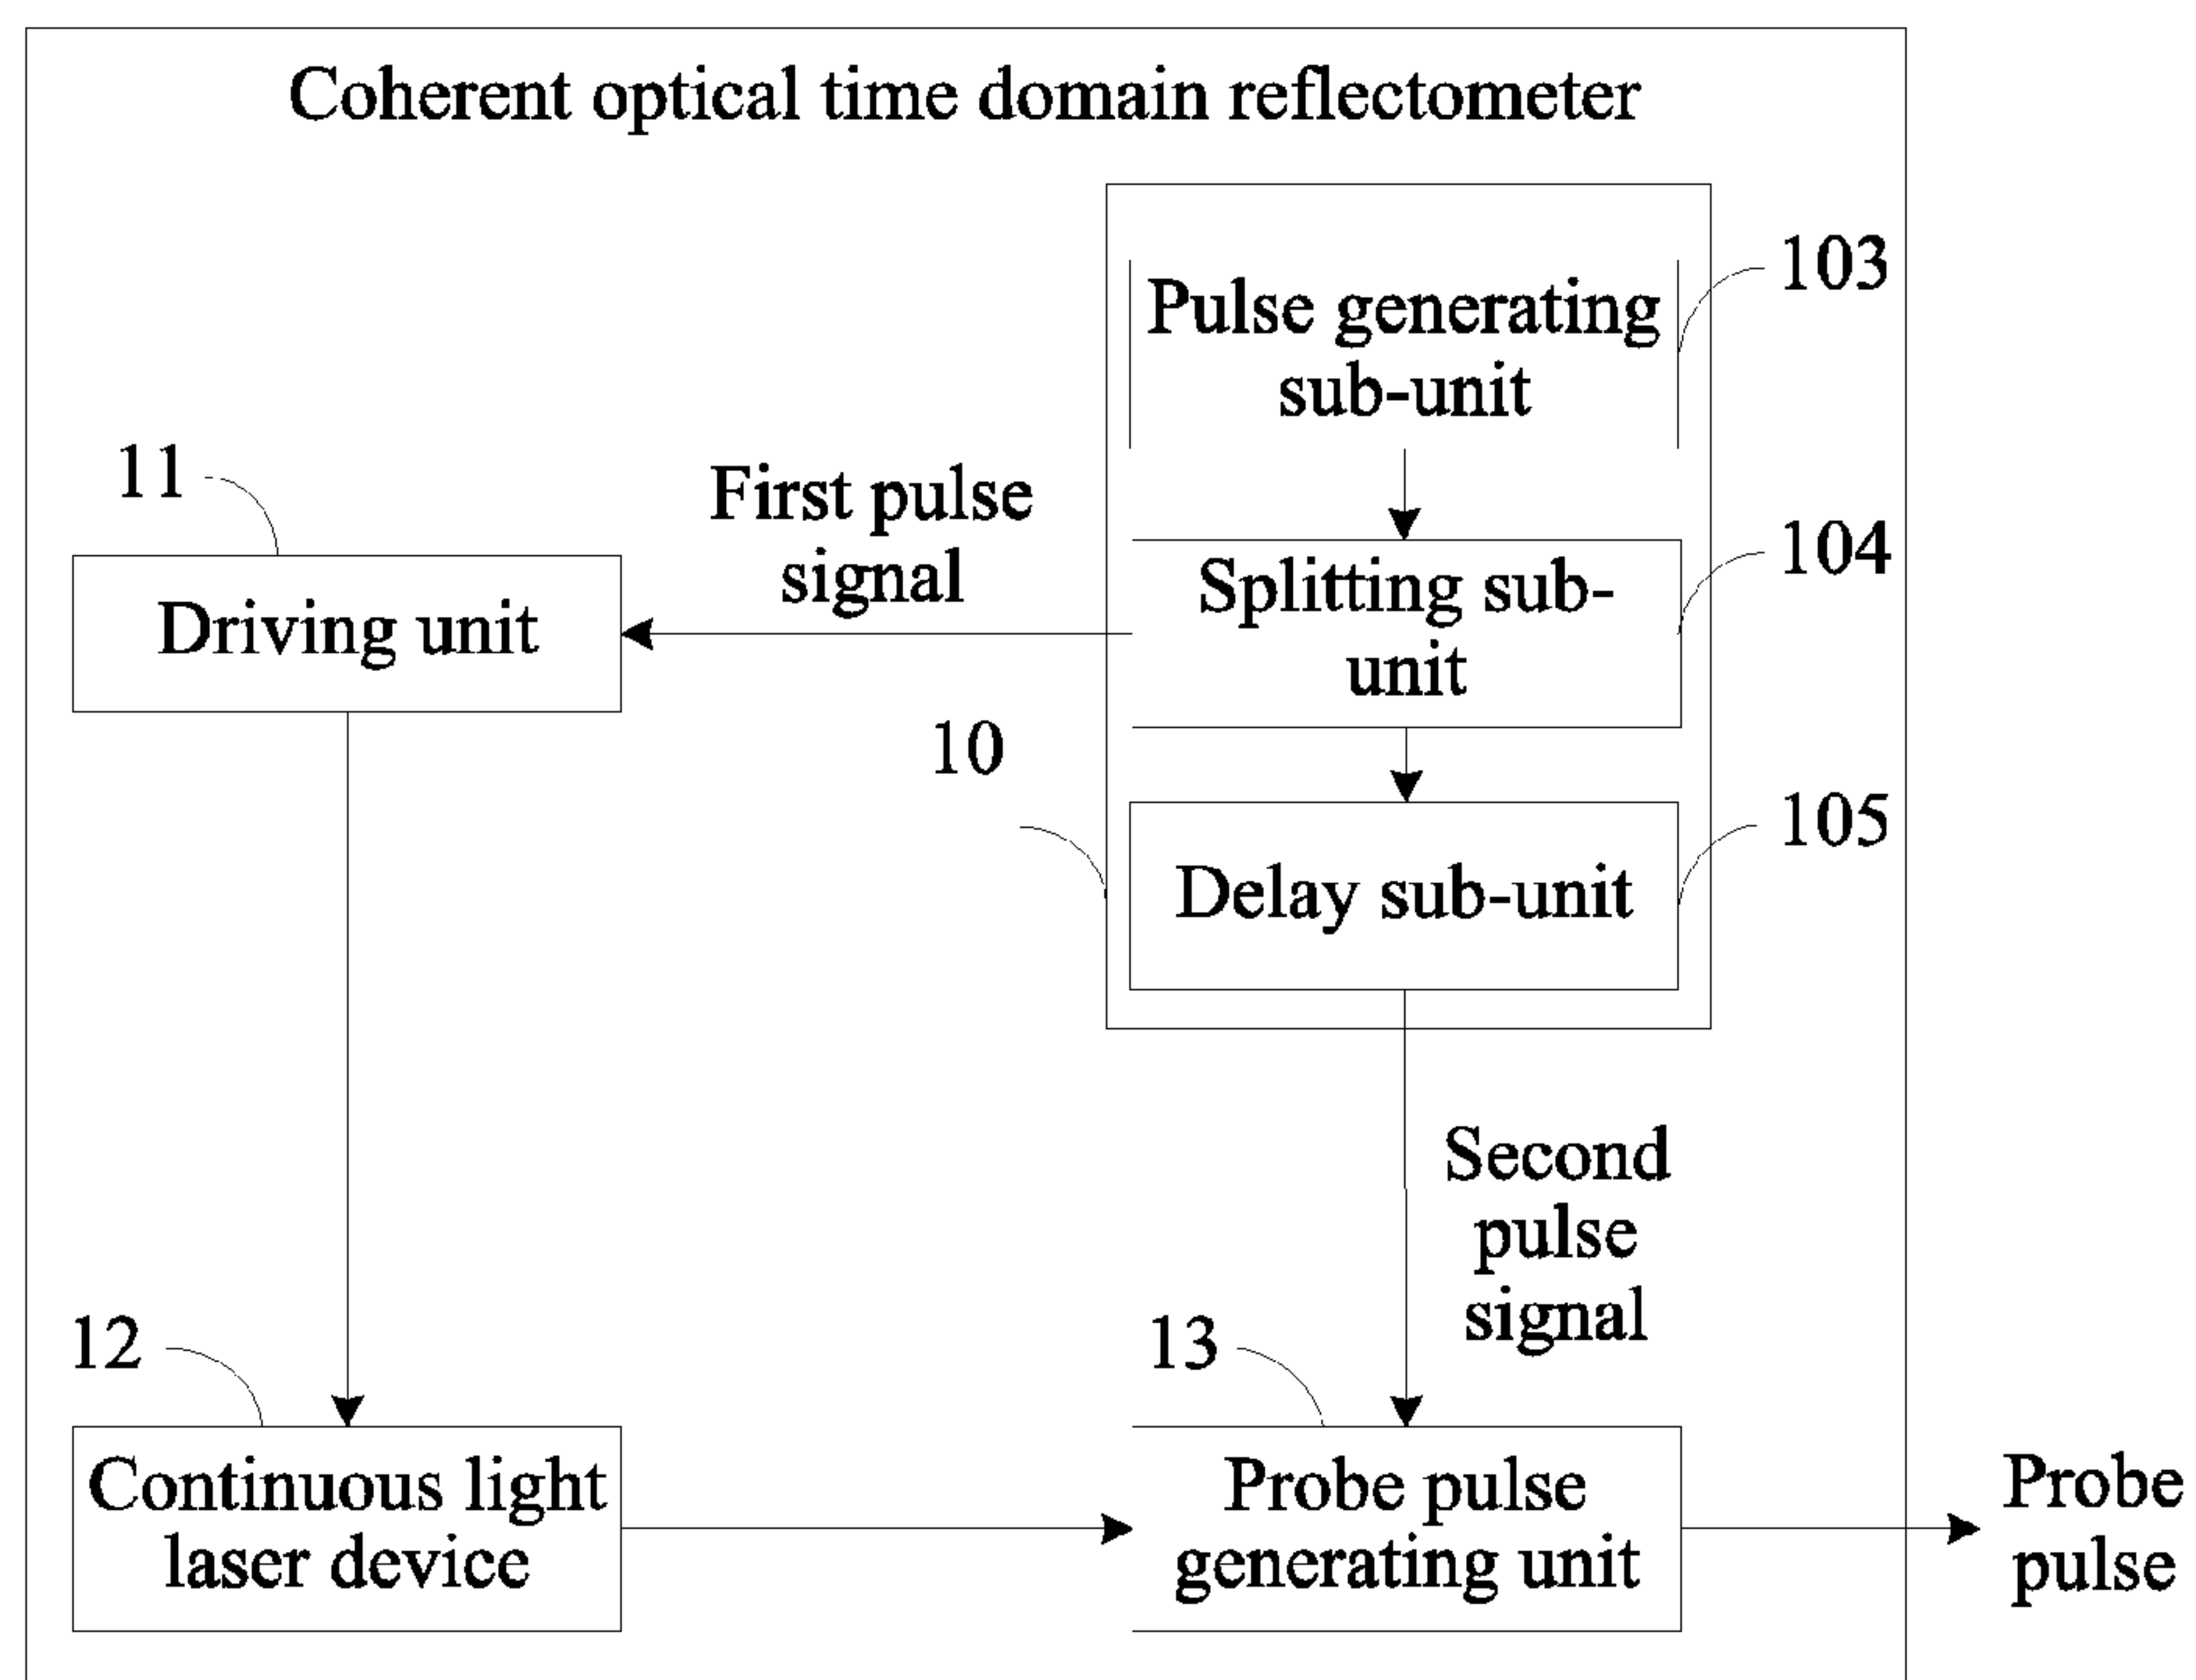 Coherent optical time domain reflectometer
103
Pulse generating
sub-unit
11
First pulse
signal
104
Splitting sub-
unit
Driving unit
10
105
Delay sub-unit
Second
pulse
signal
12
13
Continuous light
laser device
Probe pulse
generating unit
Probe
pulse